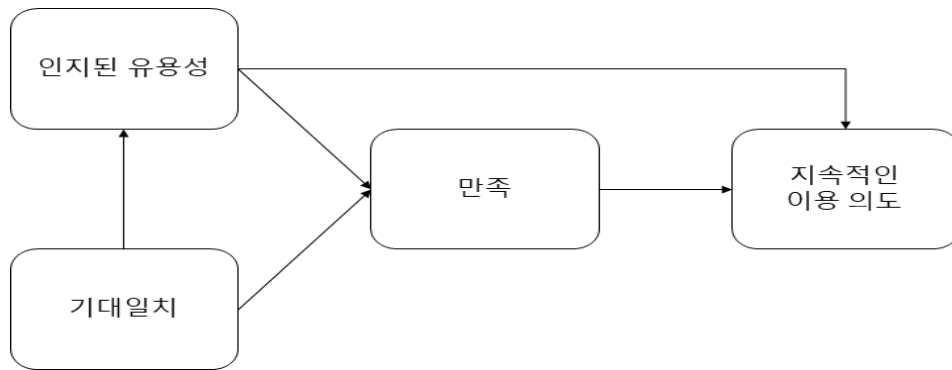 인지된 유용성
만족
지속적인
이용 의도
기대일치